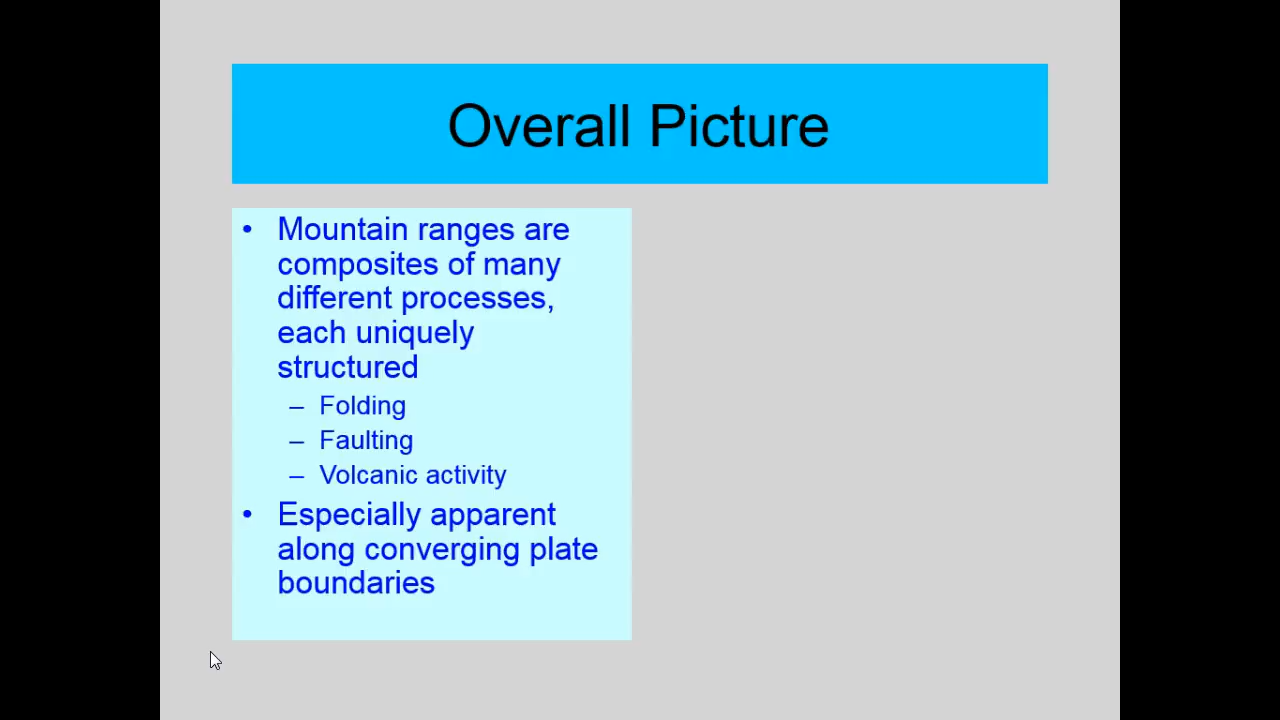 Overall Picture
• Mountain ranges are
composites of many
different processes,
each uniquely
structured
– Folding
– Faulting
– Volcanic activity
• Especially apparent
along converging plate
boundaries